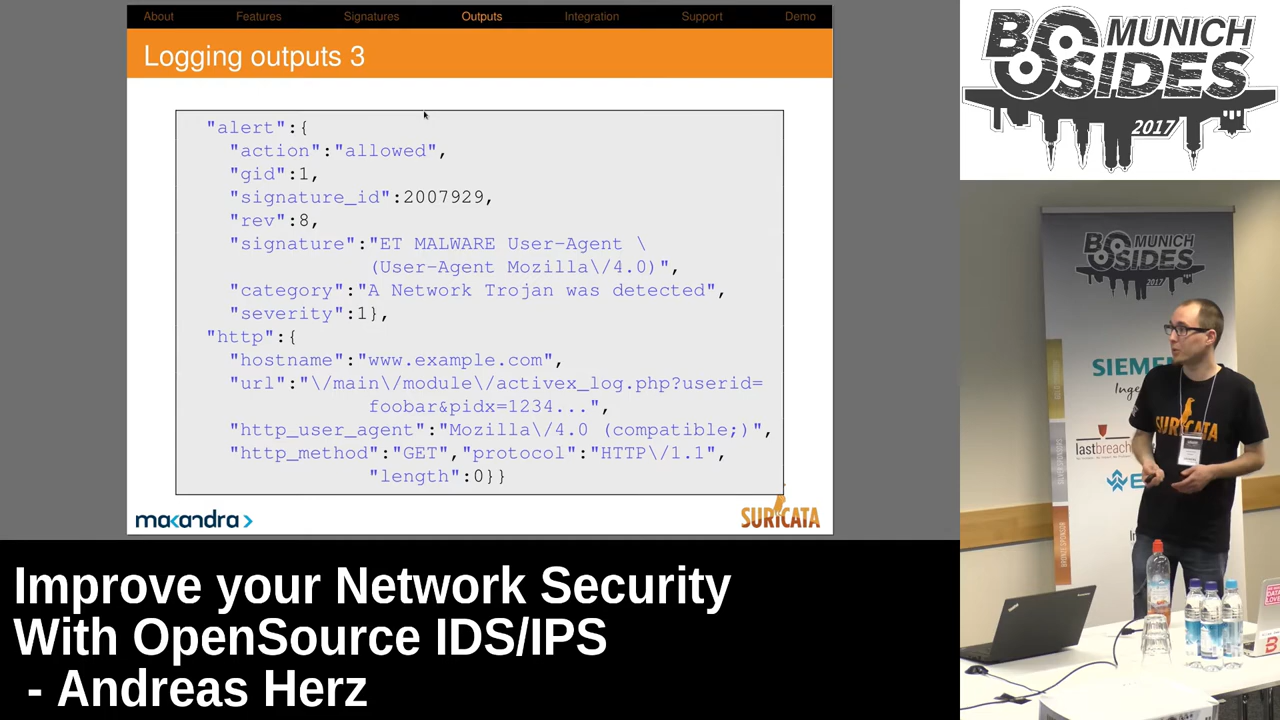 About Features Signatures Outputs Integration Support Demo
Logging outputs 3
"alert":{
"action":"allowed",
"gid":1,
"signature_id":2007929,
"rev":8,
"signature":"ET MALWARE User-Agent \
(User-Agent Mozilla\/4.0)",
"category":"A Network Trojan was detected",
"severity":1},
"http":{
"hostname":"www.example.com",
"url":"\/main\/module\/activex_log.php?userid=
foobar&pidx=1234...",
"http_user_agent":"Mozilla\/4.0 (compatible;)",
"http_method":"GET","protocol":"HTTP\/1.1",
"length":0}}
makandra
SURICATA
Improve your Network Security
With OpenSource IDS/IPS
- Andreas Herz
BSIDES MUNICH
2017
BSIDES MUNICH
2017
SIEMEN
Inge
lastbreach
SURICATA